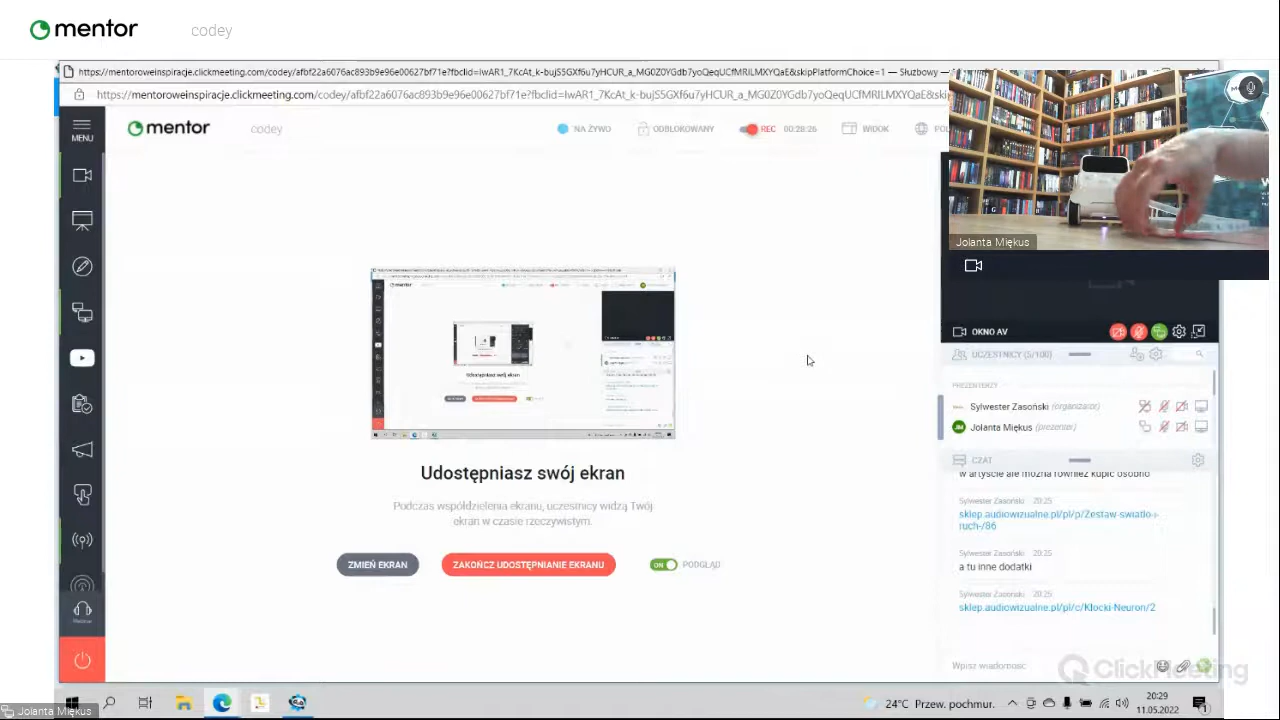 mentor codey
https://mentoroweinspiracje.clickmeeting.com/codey/afbf22a6076ac893b9e96e00627bf71e?fbclid=IwAR1_7KcAt_k-bujS5GXf6u7yHCUR_a_MG0Z0YGdb7yoQeqUCfMRILMXYQaE&skipPlatformChoice=1 — Służbowy —
https://mentoroweinspiracje.clickmeeting.com/codey/afbf22a6076ac893b9e96e00627bf71e?fbclid=IwAR1_7KcAt_k-bujS5GXf6u7yHCUR_a_MG0Z0YGdb7yoQeqUCfMRILMXYQaE&ski
MENU
mentor codey
NA ŻYWO
ODBLOKOWANY
REC 00:28:26
WIDOK
Jolanta Miękus
OKNO AV
UCZESTNICY (5/100)
PREZENTERZY
Sylwester Zasoński (organizator)
Jolanta Miękus (prezenter)
CZAT
w artyście ale można również kupić osobno
Sylwester Zasoński 20:25
sklep.audiowizualne.pl/pl/p/Zestaw-swiatlo-i-
ruch-/86
Sylwester Zasoński 20:25
a tu inne dodatki
Sylwester Zasoński 20:25
sklep.audiowizualne.pl/pl/c/Klocki-Neuron/2
Wpisz wiadomość
ClickMeeting
Udostępniasz swój ekran
Podczas współdzielenia ekranu, uczestnicy widzą Twój
ekran w czasie rzeczywistym.
ZMIEŃ EKRAN
ZAKOŃCZ UDOSTĘPNIANIE EKRANU
ON PODGLĄD
24°C Przew. pochmur.
20:29
11.05.2022
Jolanta Miękus